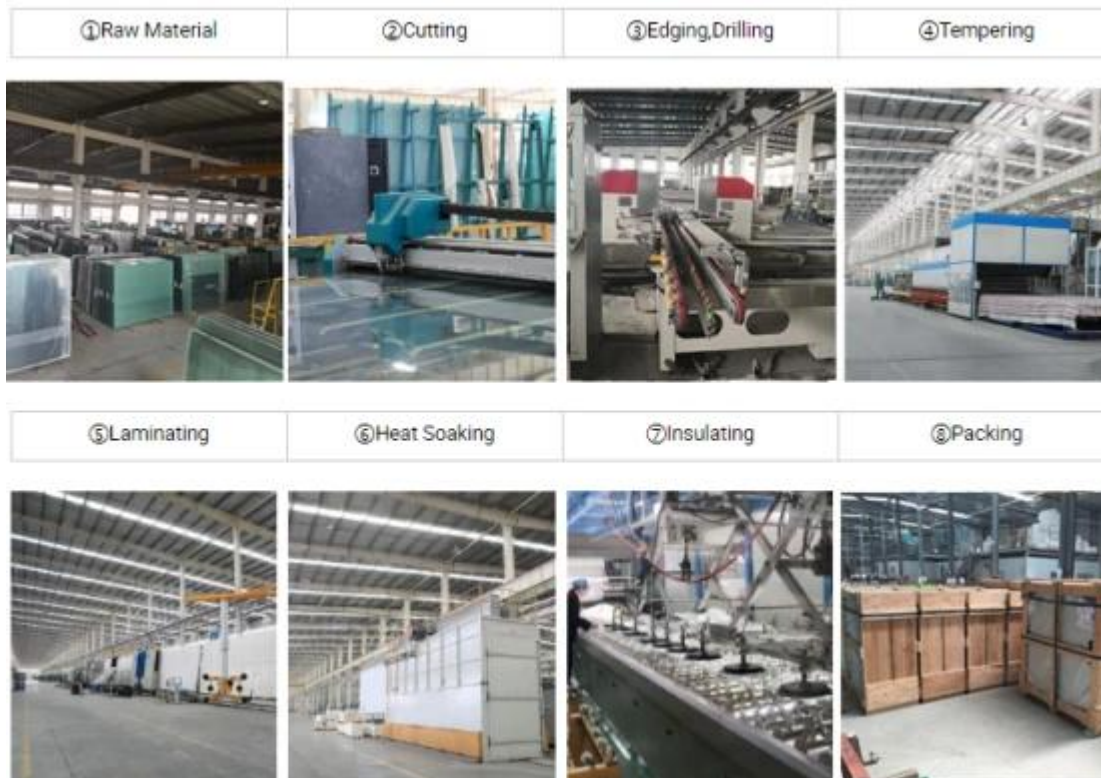 ①Raw Material
②Cutting
③Edging,Drilling
④Tempering
⑤Laminating
⑥Heat Soaking
⑦Insulating
⑧Packing